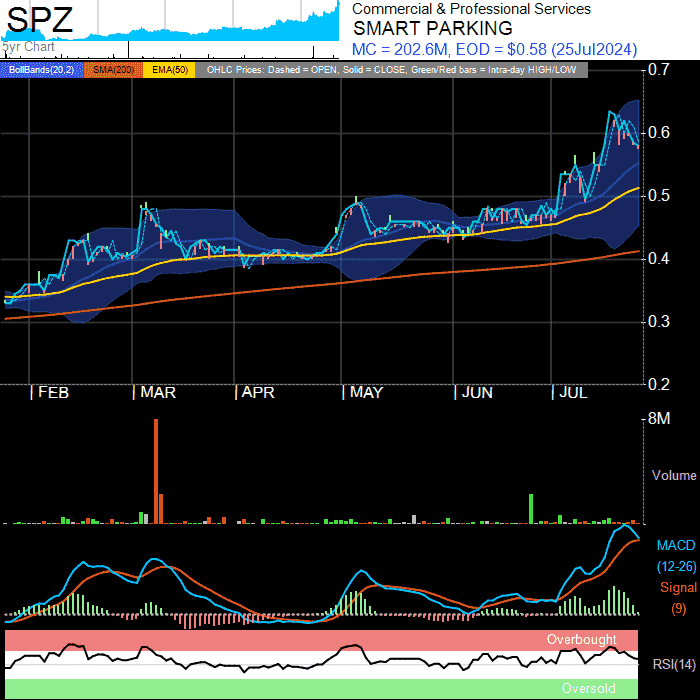 SPZ
5yr Chart
Commercial & Professional Services
SMART PARKING
MC = 202.6M, EOD = $0.58 (25Jul2024)
BollBands(20,2) SMA(200) EMA(50) OHLC Prices: Dashed = OPEN, Solid = CLOSE, Green/Red bars = Intra-day HIGH/LOW
0.7
0.6
0.5
0.4
0.3
0.2
FEB MAR APR MAY JUN JUL
8M
Volume
MACD
(12-26)
Signal
(9)
Overbought
RSI(14)
Oversold